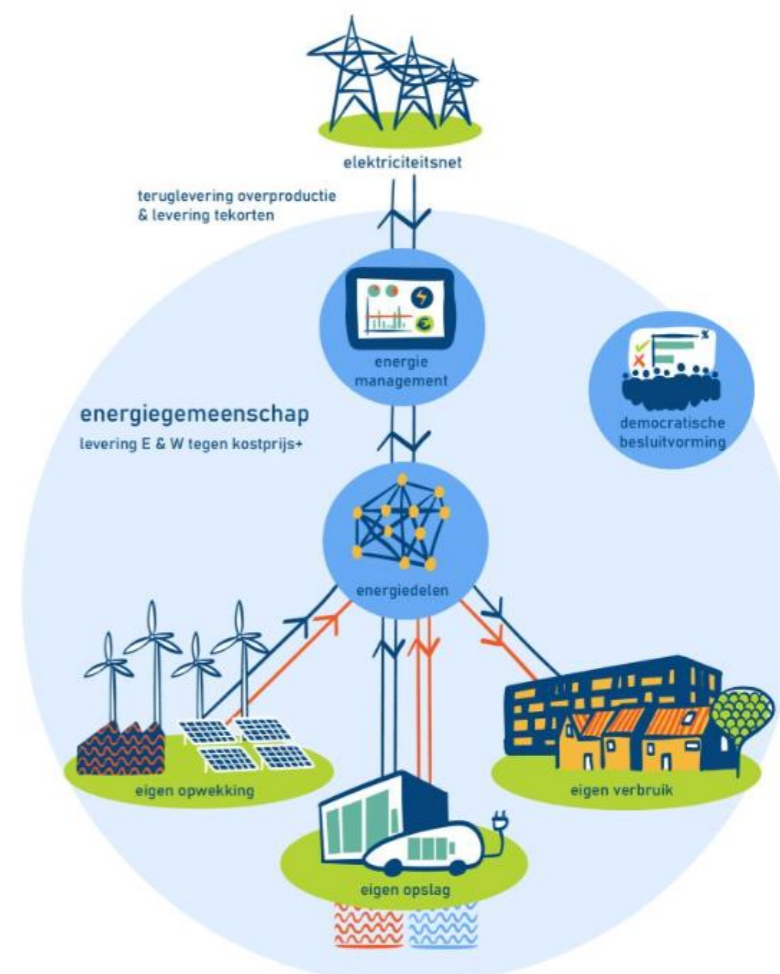 elektriciteitsnet
teruglevering overproductie
& levering tekorten
energie
management
%
democratische
besluitvorming
energiegemeenschap
levering E & W tegen kostprijs+
energiedelen
eigen opwekking
eigen verbruik
eigen opslag